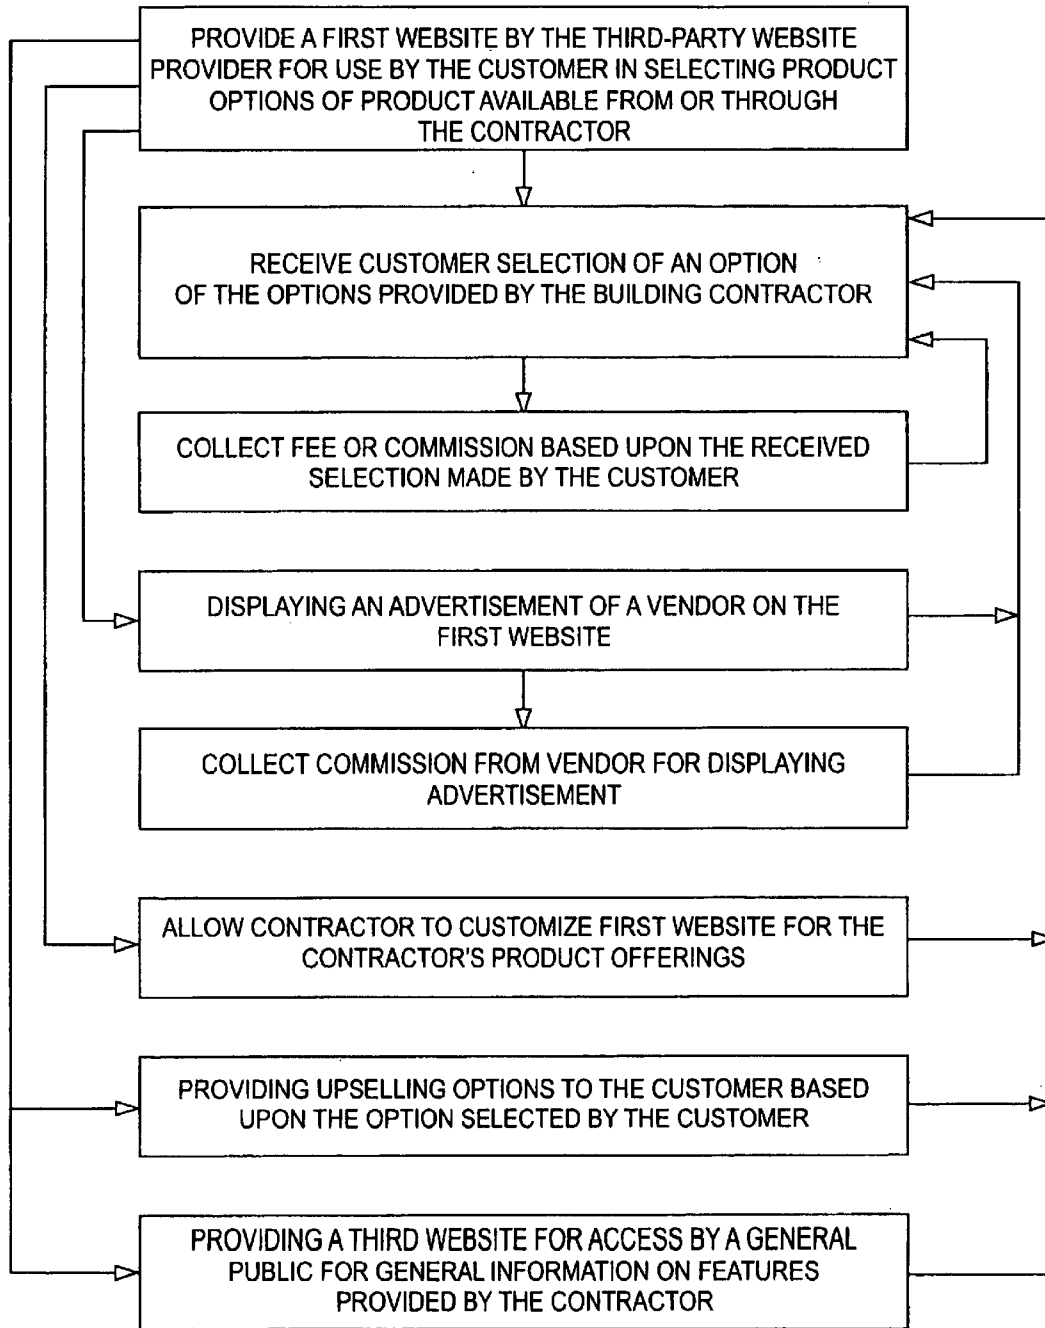 PROVIDE A FIRST WEBSITE BY THE THIRD-PARTY WEBSITE
PROVIDER FOR USE BY THE CUSTOMER IN SELECTING PRODUCT
OPTIONS OF PRODUCT AVAILABLE FROM OR THROUGH
THE CONTRACTOR
RECEIVE CUSTOMER SELECTION OF AN OPTION
OF THE OPTIONS PROVIDED BY THE BUILDING CONTRACTOR
COLLECT FEE OR COMMISSION BASED UPON THE RECEIVED
SELECTION MADE BY THE CUSTOMER
DISPLAYING AN ADVERTISEMENT OF A VENDOR ON THE
FIRST WEBSITE
COLLECT COMMISSION FROM VENDOR FOR DISPLAYING
ADVERTISEMENT
ALLOW CONTRACTOR TO CUSTOMIZE FIRST WEBSITE FOR THE
CONTRACTOR'S PRODUCT OFFERINGS
PROVIDING UPSELLING OPTIONS TO THE CUSTOMER BASED
UPON THE OPTION SELECTED BY THE CUSTOMER
PROVIDING A THIRD WEBSITE FOR ACCESS BY A GENERAL
PUBLIC FOR GENERAL INFORMATION ON FEATURES
PROVIDED BY THE CONTRACTOR